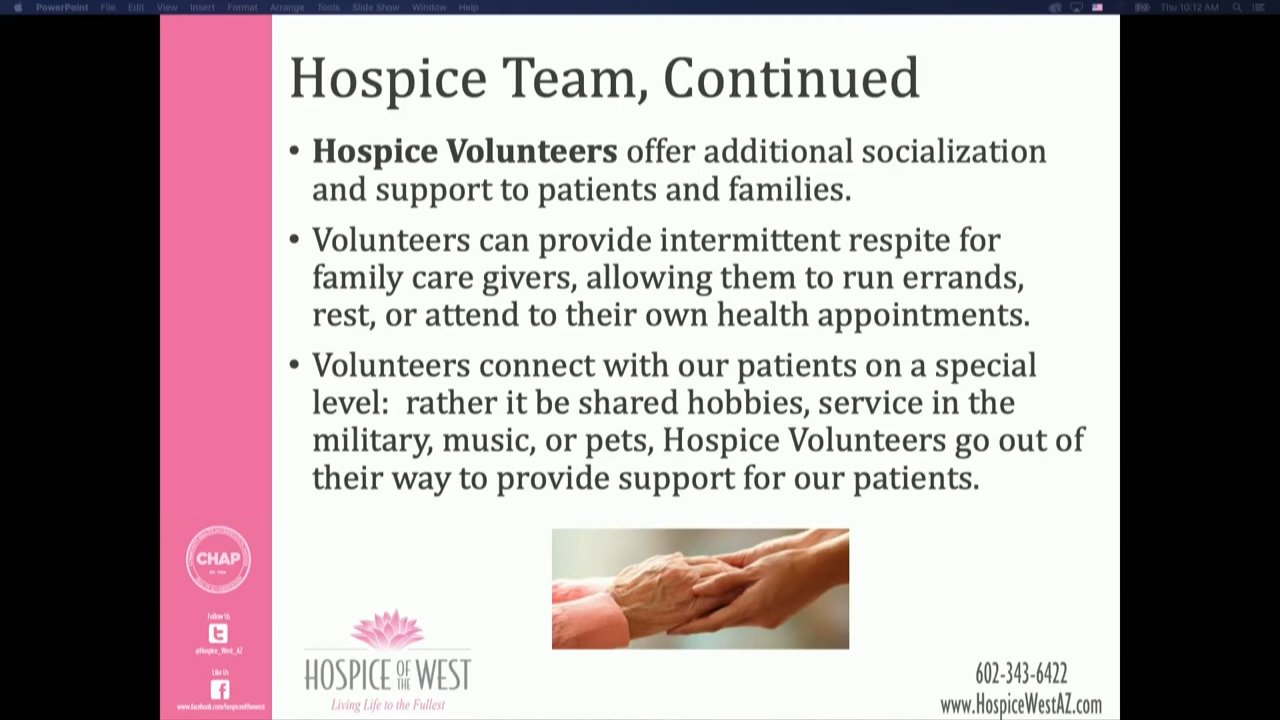 PowerPoint File Edit View Insert Format Arrange Tools Slide Show Window Help Thu 10:12 AM
Hospice Team, Continued
• Hospice Volunteers offer additional socialization
and support to patients and families.
• Volunteers can provide intermittent respite for
family care givers, allowing them to run errands,
rest, or attend to their own health appointments.
• Volunteers connect with our patients on a special
level:  rather it be shared hobbies, service in the
military, music, or pets, Hospice Volunteers go out of
their way to provide support for our patients.
CHAP
Follow Us
@Hospice_West_AZ
Like Us
www.facebook.com/hospiceofthewest
HOSPICE OF THE WEST
Living Life to the Fullest
602-343-6422
www.HospiceWestAZ.com